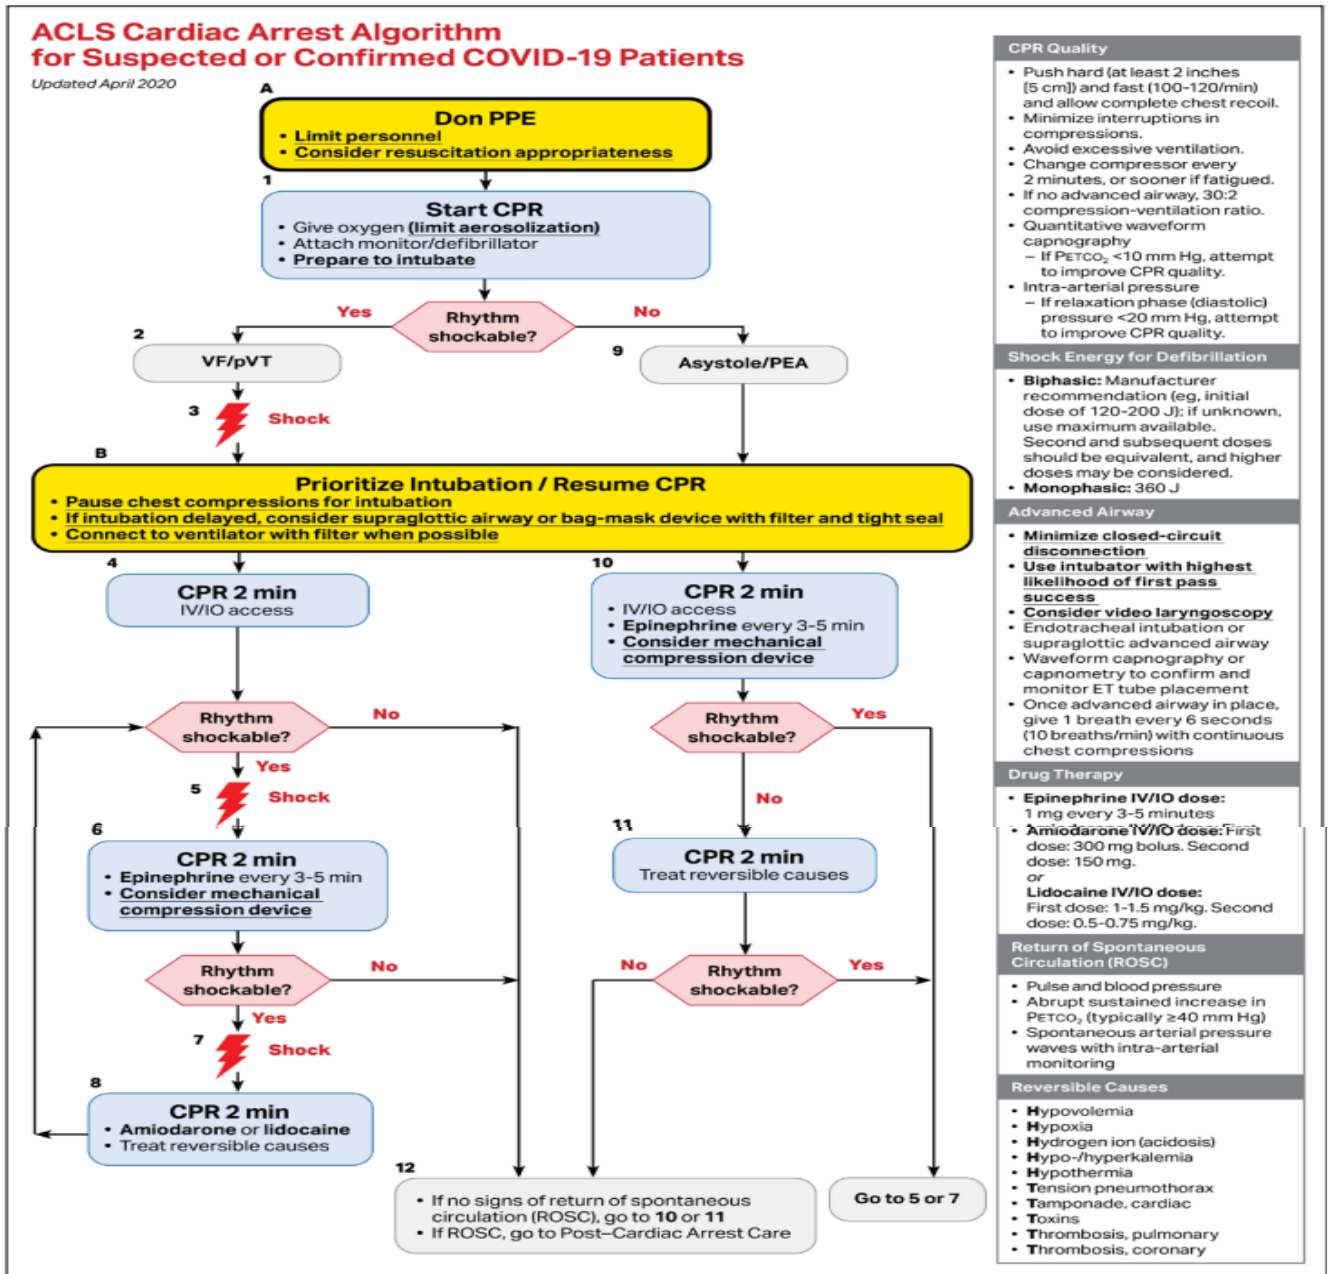 ACLS Cardiac Arrest Algorithm
for Suspected or Confirmed COVID-19 Patients
Updated April 2020
A
Don PPE
• Limit personnel
• Consider resuscitation appropriateness
1
Start CPR
• Give oxygen (limit aerosolization)
• Attach monitor/defibrillator
• Prepare to intubate
Yes
Rhythm
shockable?
No
2
VF/pVT
9
Asystole/PEA
3
Shock
B
Prioritize Intubation / Resume CPR
• Pause chest compressions for intubation
• If intubation delayed, consider supraglottic airway or bag-mask device with filter and tight seal
• Connect to ventilator with filter when possible
4
CPR 2 min
IV/IO access
10
CPR 2 min
• IV/IO access
• Epinephrine every 3-5 min
• Consider mechanical
compression device
Rhythm
shockable?
No
Yes
5
Shock
6
CPR 2 min
• Epinephrine every 3-5 min
• Consider mechanical
compression device
Rhythm
shockable?
No
Yes
7
Shock
8
CPR 2 min
• Amiodarone or lidocaine
• Treat reversible causes
Rhythm
shockable?
Yes
No
11
CPR 2 min
Treat reversible causes
No
Rhythm
shockable?
Yes
12
• If no signs of return of spontaneous
circulation (ROSC), go to 10 or 11
• If ROSC, go to Post–Cardiac Arrest Care
Go to 5 or 7
CPR Quality
• Push hard (at least 2 inches
[5 cm]) and fast (100-120/min)
and allow complete chest recoil.
• Minimize interruptions in
compressions.
• Avoid excessive ventilation.
• Change compressor every
2 minutes, or sooner if fatigued.
• If no advanced airway, 30:2
compression-ventilation ratio.
• Quantitative waveform
capnography
– If PETCO₂ <10 mm Hg, attempt
to improve CPR quality.
• Intra-arterial pressure
– If relaxation phase (diastolic)
pressure <20 mm Hg, attempt
to improve CPR quality.
Shock Energy for Defibrillation
• Biphasic: Manufacturer
recommendation (eg, initial
dose of 120-200 J); if unknown,
use maximum available.
Second and subsequent doses
should be equivalent, and higher
doses may be considered.
• Monophasic: 360 J
Advanced Airway
• Minimize closed-circuit
disconnection
• Use intubator with highest
likelihood of first pass
success
• Consider video laryngoscopy
• Endotracheal intubation or
supraglottic advanced airway
• Waveform capnography or
capnometry to confirm and
monitor ET tube placement
• Once advanced airway in place,
give 1 breath every 6 seconds
(10 breaths/min) with continuous
chest compressions
Drug Therapy
• Epinephrine IV/IO dose:
1 mg every 3-5 minutes
• Amiodarone IV/IO dose: First
dose: 300 mg bolus. Second
dose: 150 mg.
or
Lidocaine IV/IO dose:
First dose: 1-1.5 mg/kg. Second
dose: 0.5-0.75 mg/kg.
Return of Spontaneous
Circulation (ROSC)
• Pulse and blood pressure
• Abrupt sustained increase in
PETCO₂ (typically ≥40 mm Hg)
• Spontaneous arterial pressure
waves with intra-arterial
monitoring
Reversible Causes
• Hypovolemia
• Hypoxia
• Hydrogen ion (acidosis)
• Hypo-/hyperkalemia
• Hypothermia
• Tension pneumothorax
• Tamponade, cardiac
• Toxins
• Thrombosis, pulmonary
• Thrombosis, coronary